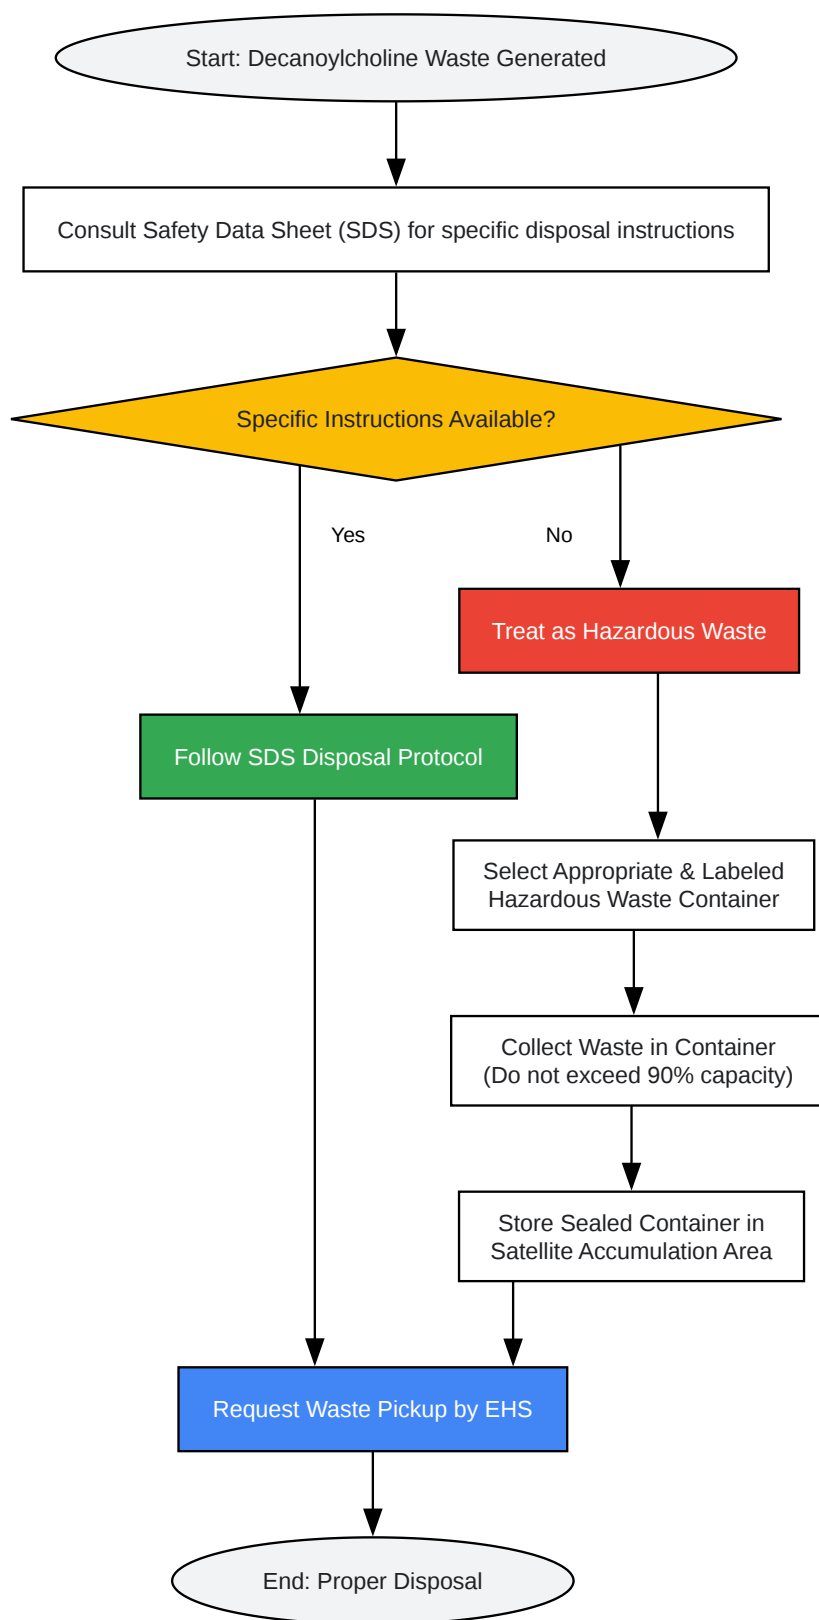 Start: Decanoylcholine Waste Generated
Consult Safety Data Sheet (SDS) for specific disposal instructions
Specific Instructions Available?
Yes
No
Treat as Hazardous Waste
Follow SDS Disposal Protocol
Select Appropriate & Labeled
Hazardous Waste Container
Collect Waste in Container
(Do not exceed 90% capacity)
Store Sealed Container in
Satellite Accumulation Area
Request Waste Pickup by EHS
End: Proper Disposal